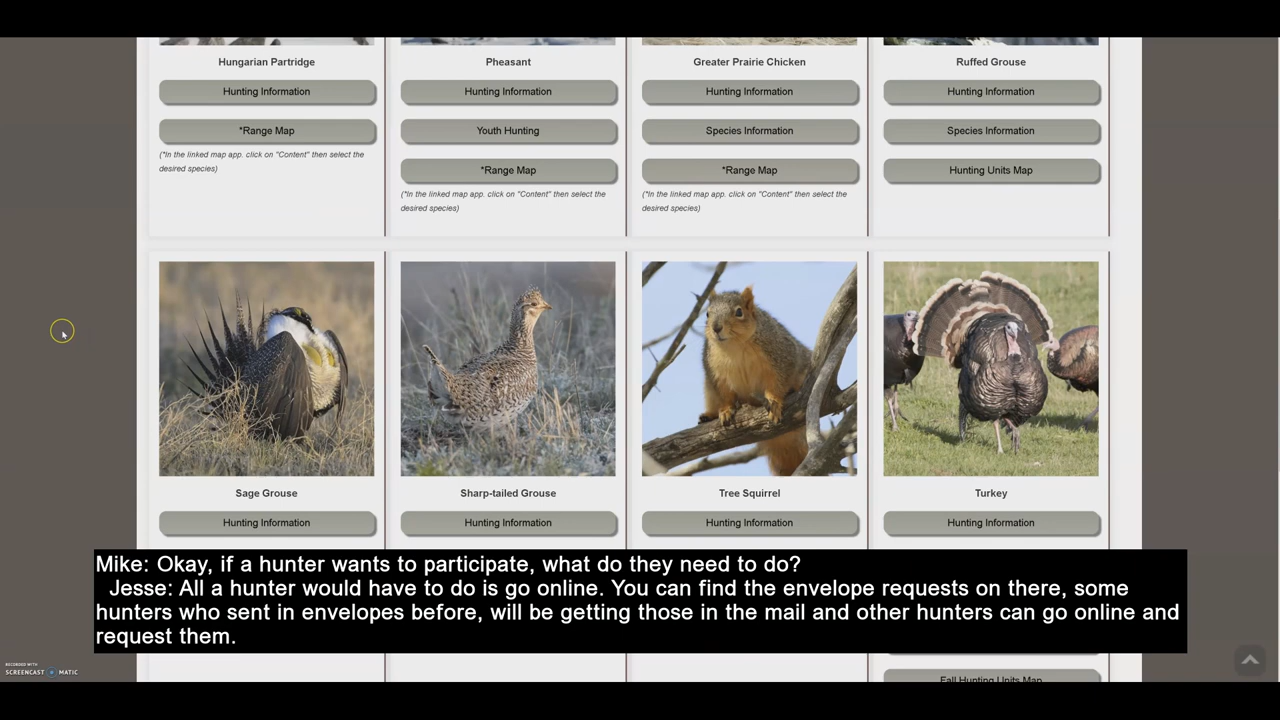 Hungarian Partridge
Pheasant
Greater Prairie Chicken
Ruffed Grouse
Hunting Information
Hunting Information
Hunting Information
Hunting Information
*Range Map
Youth Hunting
Species Information
Species Information
(*In the linked map app. click on "Content" then select the
desired species)
*Range Map
*Range Map
Hunting Units Map
(*In the linked map app. click on "Content" then select the
desired species)
(*In the linked map app. click on "Content" then select the
desired species)
Sage Grouse
Sharp-tailed Grouse
Tree Squirrel
Turkey
Hunting Information
Hunting Information
Hunting Information
Hunting Information
Mike: Okay, if a hunter wants to participate, what do they need to do?
Jesse: All a hunter would have to do is go online. You can find the envelope requests on there, some
hunters who sent in envelopes before, will be getting those in the mail and other hunters can go online and
request them.
RECORDED WITH
SCREENCAST MATIC
Fall Hunting Units Map